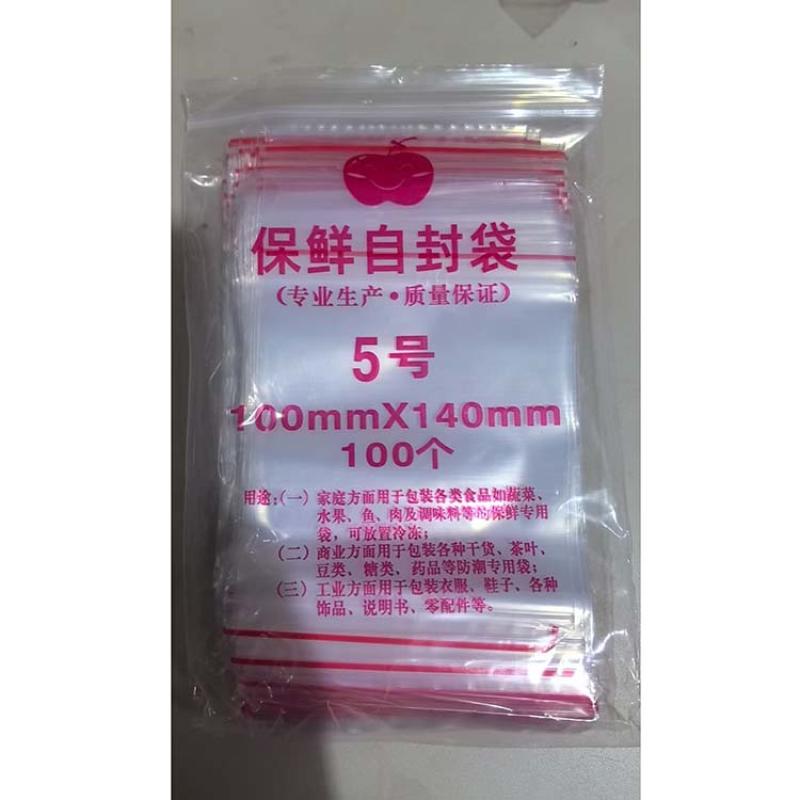 保鲜自封袋
(专业生产·质量保证)
5号
100mmX140mm
100个
用途:(一) 家庭方面用于包装各类食品如蔬菜、
水果、鱼、肉及调味料等的保鲜专用
袋,可放置冷冻;
(二) 商业方面用于包装各种干货、茶叶、
豆类、糖类、药品等防潮专用袋;
(三) 工业方面用于包装衣服、鞋子、各种
饰品、说明书、零配件等。